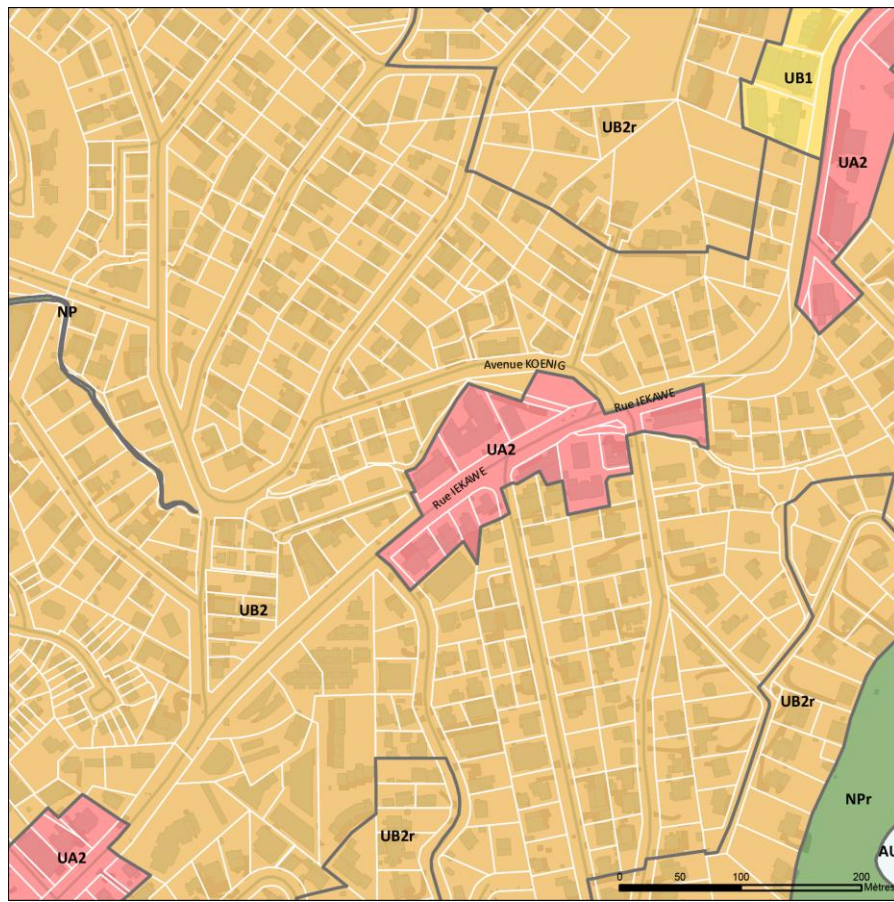 UB1
UB2r
UA2
NP
Avenue KOENIG
Rue IEKAWE
UA2
Rue IEKAWE
UB2
UB2r
NPr
UB2r
AU
UA2
0 50 100 200
Mètres